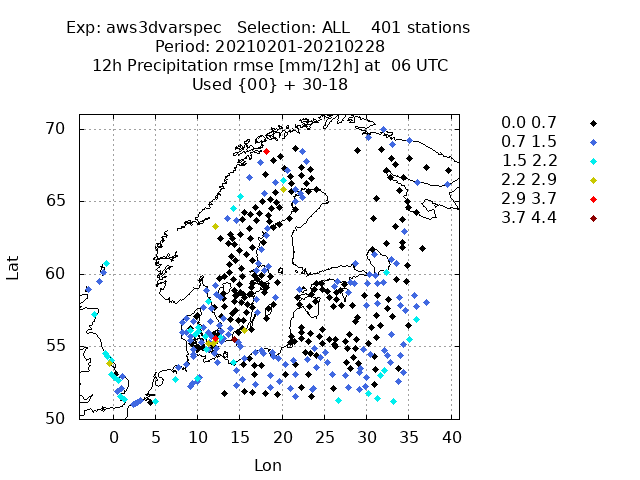 Exp: aws3dvarspec   Selection: ALL    401 stations
Period: 20210201-20210228
12h Precipitation rmse [mm/12h] at  06 UTC
Used {00} + 30-18
0.0 0.7
0.7 1.5
1.5 2.2
2.2 2.9
2.9 3.7
3.7 4.4
70
65
60
55
50
Lat
0 5 10 15 20 25 30 35 40
Lon